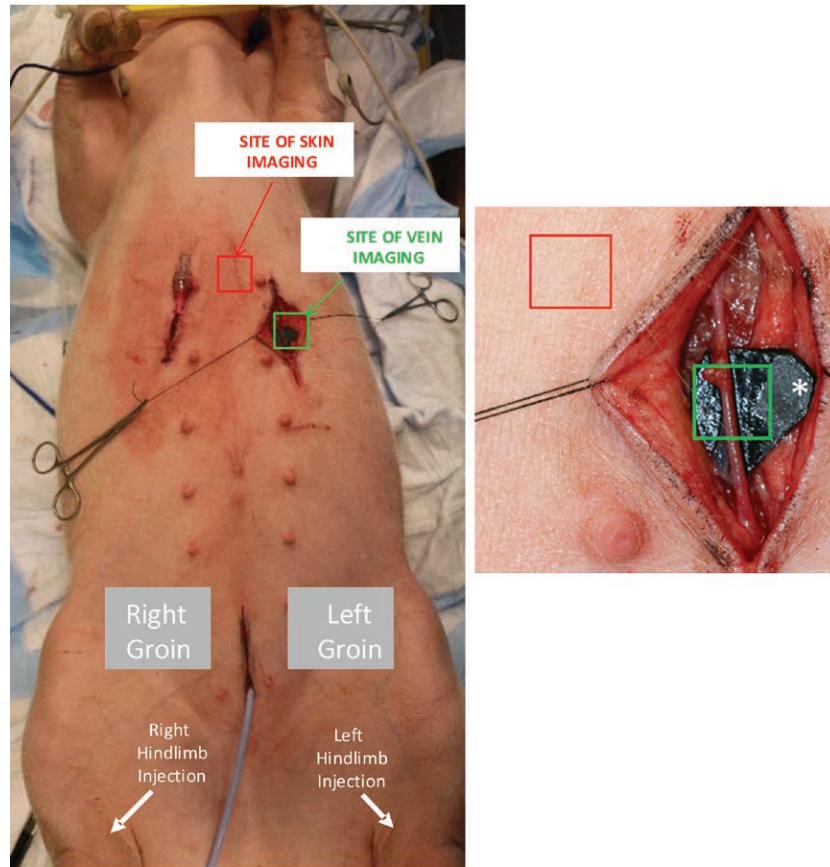 SITE OF SKIN
IMAGING
SITE OF VEIN
IMAGING
*
Right
Groin
Left
Groin
Right
Hindlimb
Injection
Left
Hindlimb
Injection